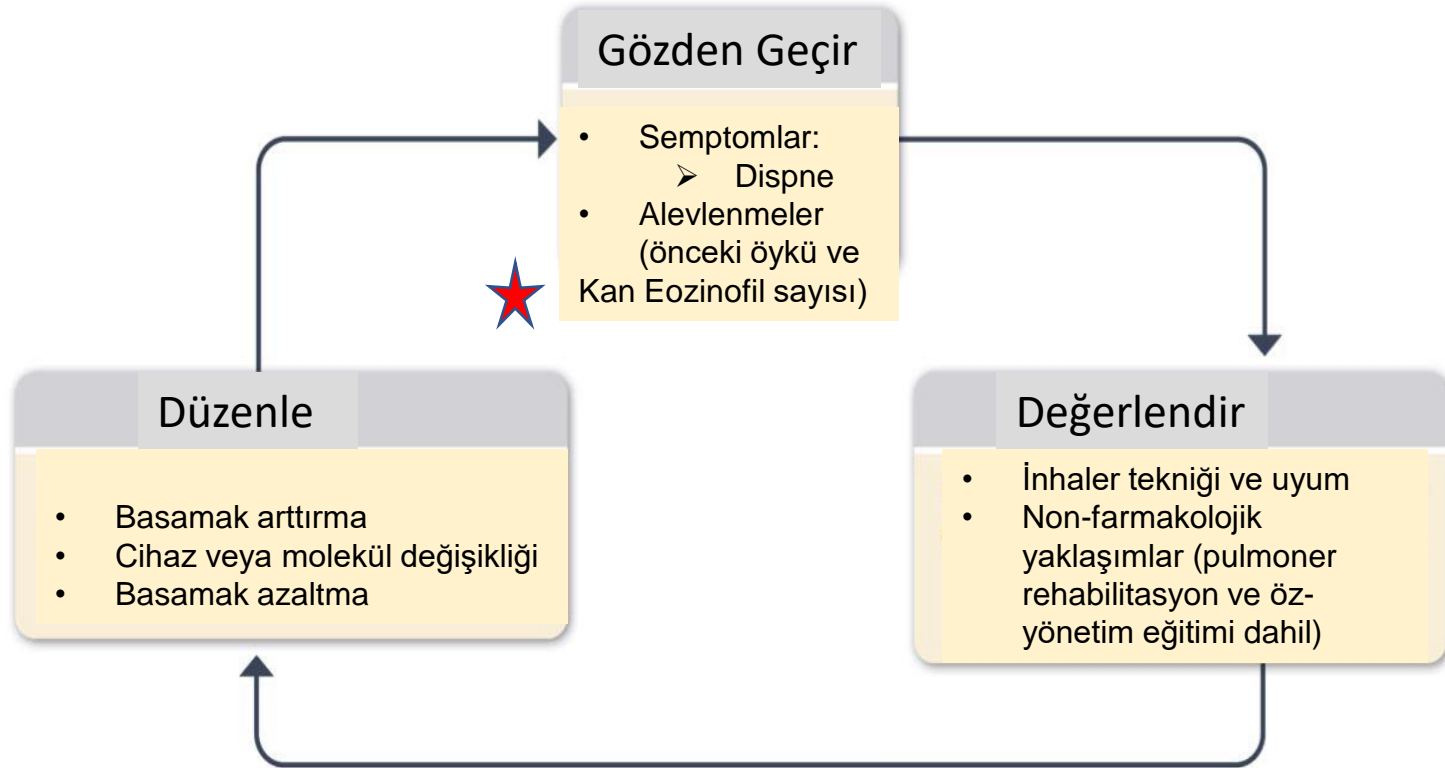 Gözden Geçir
• Semptomlar:
➢ Dispne
• Alevlenmeler
(önceki öykü ve
Kan Eozinofil sayısı)
Düzenle
• Basamak arttırma
• Cihaz veya molekül değişikliği
• Basamak azaltma
Değerlendir
• İnhaler tekniği ve uyum
• Non-farmakolojik
yaklaşımlar (pulmoner
rehabilitasyon ve öz-
yönetim eğitimi dahil)